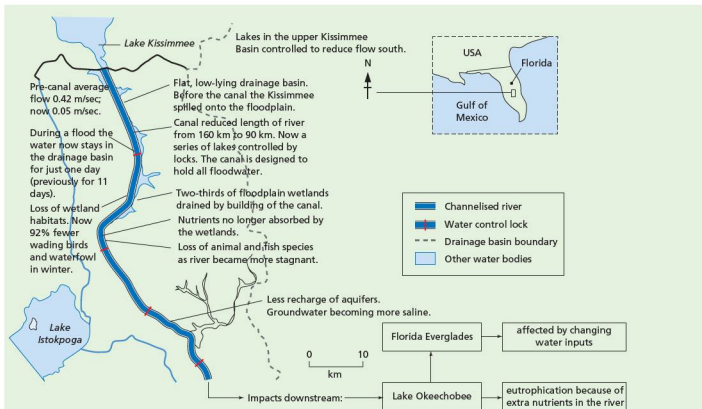 Lake Kissimmee
Lakes in the upper Kissimmee
Basin controlled to reduce flow south.
N
USA
Florida
Gulf of
Mexico
Pre-canal average
flow 0.42 m/sec;
now 0.05 m/sec.
Flat, low-lying drainage basin.
Before the canal the Kissimmee
spilled onto the floodplain.
During a flood the
water now stays in
the drainage basin
for just one day
(previously for 11
days).
Canal reduced length of river
from 160 km to 90 km. Now a
series of lakes controlled by
locks. The canal is designed to
hold all floodwater.
Two-thirds of floodplain wetlands
drained by building of the canal.
Loss of wetland
habitats. Now
92% fewer
wading birds
and waterfowl
in winter.
Nutrients no longer absorbed by
the wetlands.
Loss of animal and fish species
as river became more stagnant.
Channelised river
Water control lock
Drainage basin boundary
Other water bodies
Less recharge of aquifers.
Groundwater becoming more saline.
Lake
Istokpoga
0 10
km
Florida Everglades
affected by changing
water inputs
Impacts downstream:
Lake Okeechobee
eutrophication because of
extra nutrients in the river